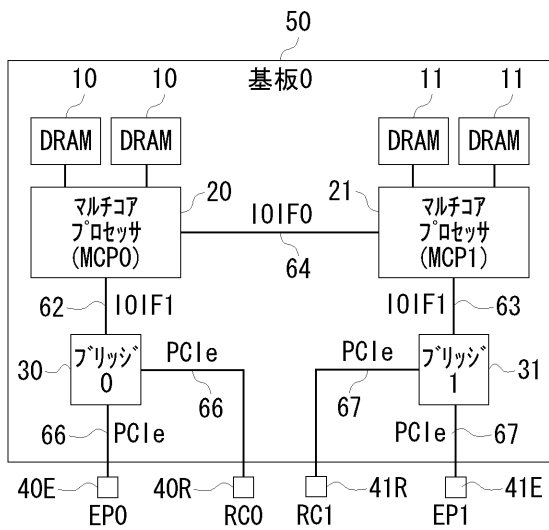 50
基板0
10
10
11
11
DRAM
DRAM
DRAM
DRAM
20
21
マルチコア
プロセッサ
(MCP0)
IOIF0
64
マルチコア
プロセッサ
(MCP1)
62
IOIF1
IOIF1
63
30
ブリッジ
0
PCIe
66
PCIe
67
ブリッジ
1
31
66
PCIe
PCIe
67
40E
EP0
40R
RC0
RC1
41R
EP1
41E